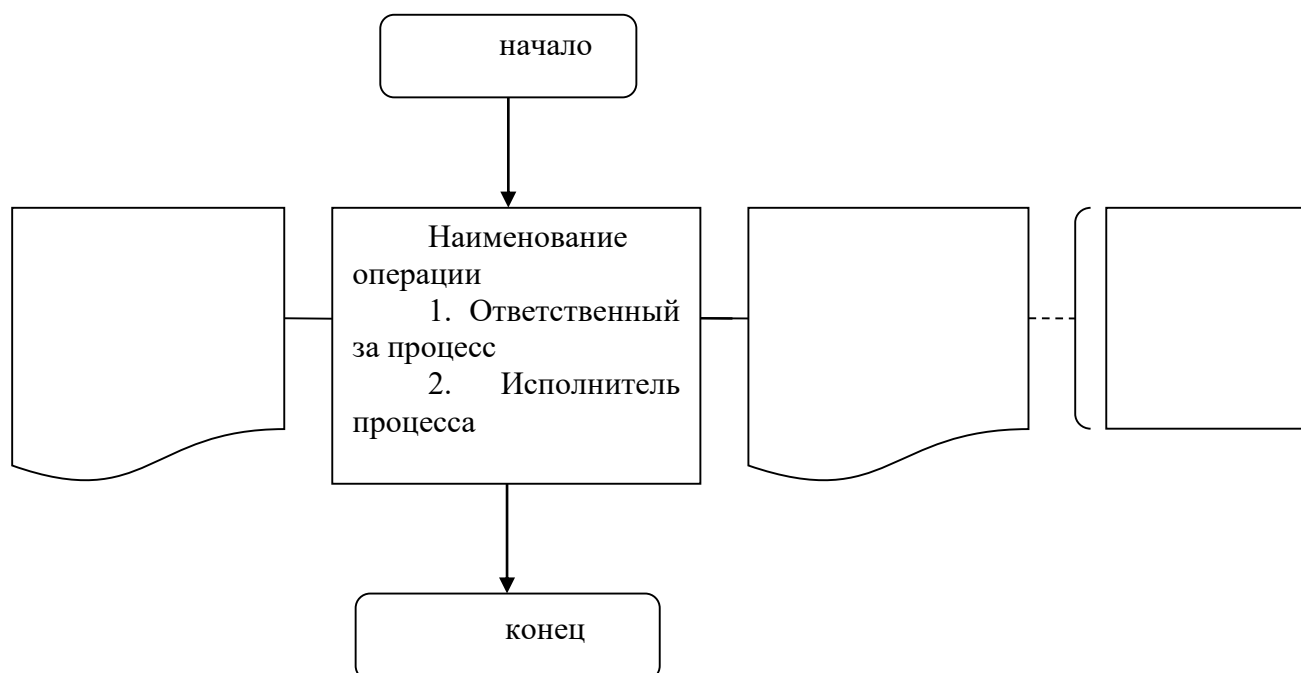 начало
Наименование
операции
1. Ответственный
за процесс
2. Исполнитель
процесса
конец